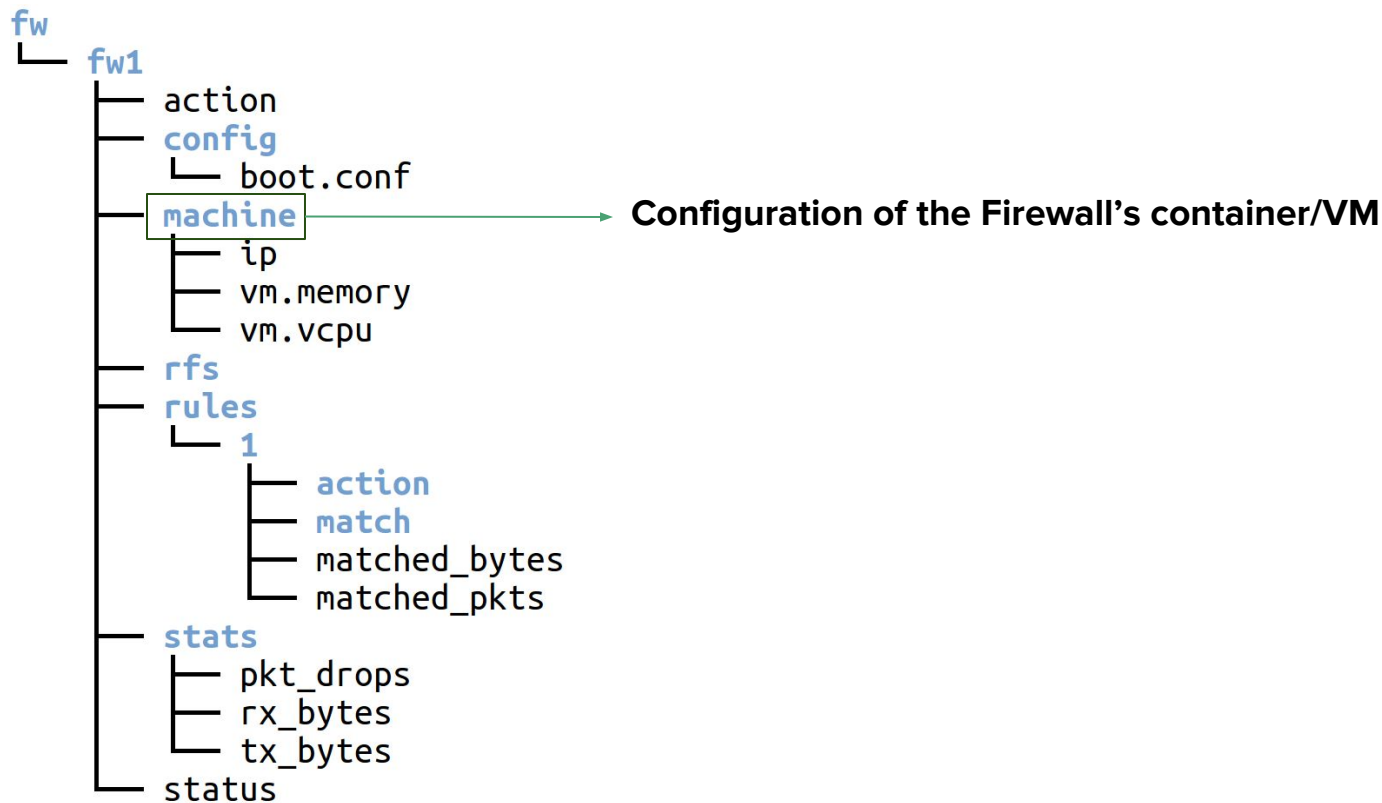 fw
fw1
action
config
boot.conf
machine
Configuration of the Firewall’s container/VM
ip
vm.memory
vm.vcpu
rfs
rules
1
action
match
matched_bytes
matched_pkts
stats
pkt_drops
rx_bytes
tx_bytes
status